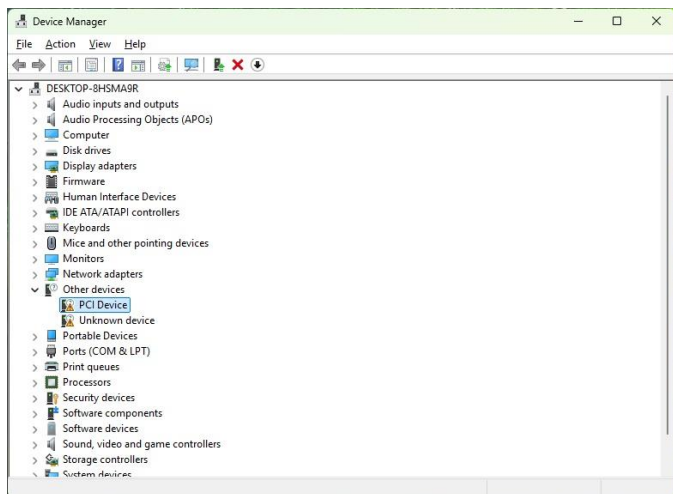 Device Manager
File Action View Help
DESKTOP-8HSMA9R
Audio inputs and outputs
Audio Processing Objects (APOs)
Computer
Disk drives
Display adapters
Firmware
Human Interface Devices
IDE ATA/ATAPI controllers
Keyboards
Mice and other pointing devices
Monitors
Network adapters
Other devices
PCI Device
Unknown device
Portable Devices
Ports (COM & LPT)
Print queues
Processors
Security devices
Software components
Software devices
Sound, video and game controllers
Storage controllers
System devices